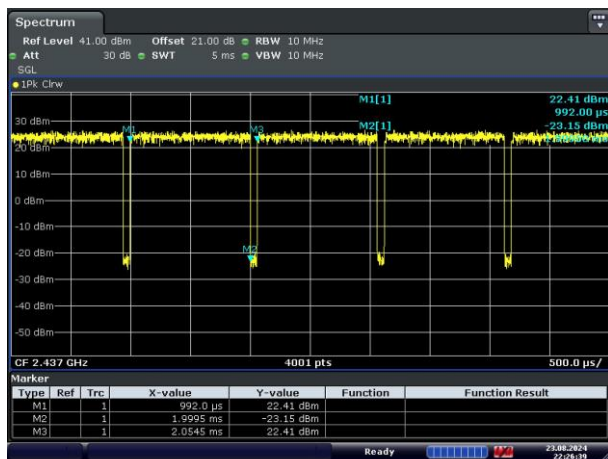 Spectrum
Ref Level 41.00 dBm Offset 21.00 dB RBW 10 MHz
Att 30 dB SWT 5 ms VBW 10 MHz
SGL
1Pk Clrw
M1[1] 22.41 dBm
992.00 µs
M2[1] -23.15 dBm
30 dBm
M1 M3
20 dBm
10 dBm
0 dBm
-10 dBm
-20 dBm
M2
-30 dBm
-40 dBm
-50 dBm
CF 2.437 GHz 4001 pts 500.0 µs/
Marker
Type Ref Trc X-value Y-value Function Function Result
M1 1 992.0 µs 22.41 dBm
M2 1 1.9995 ms -23.15 dBm
M3 1 2.0545 ms 22.41 dBm
Ready 23.08.2024
22:26:39